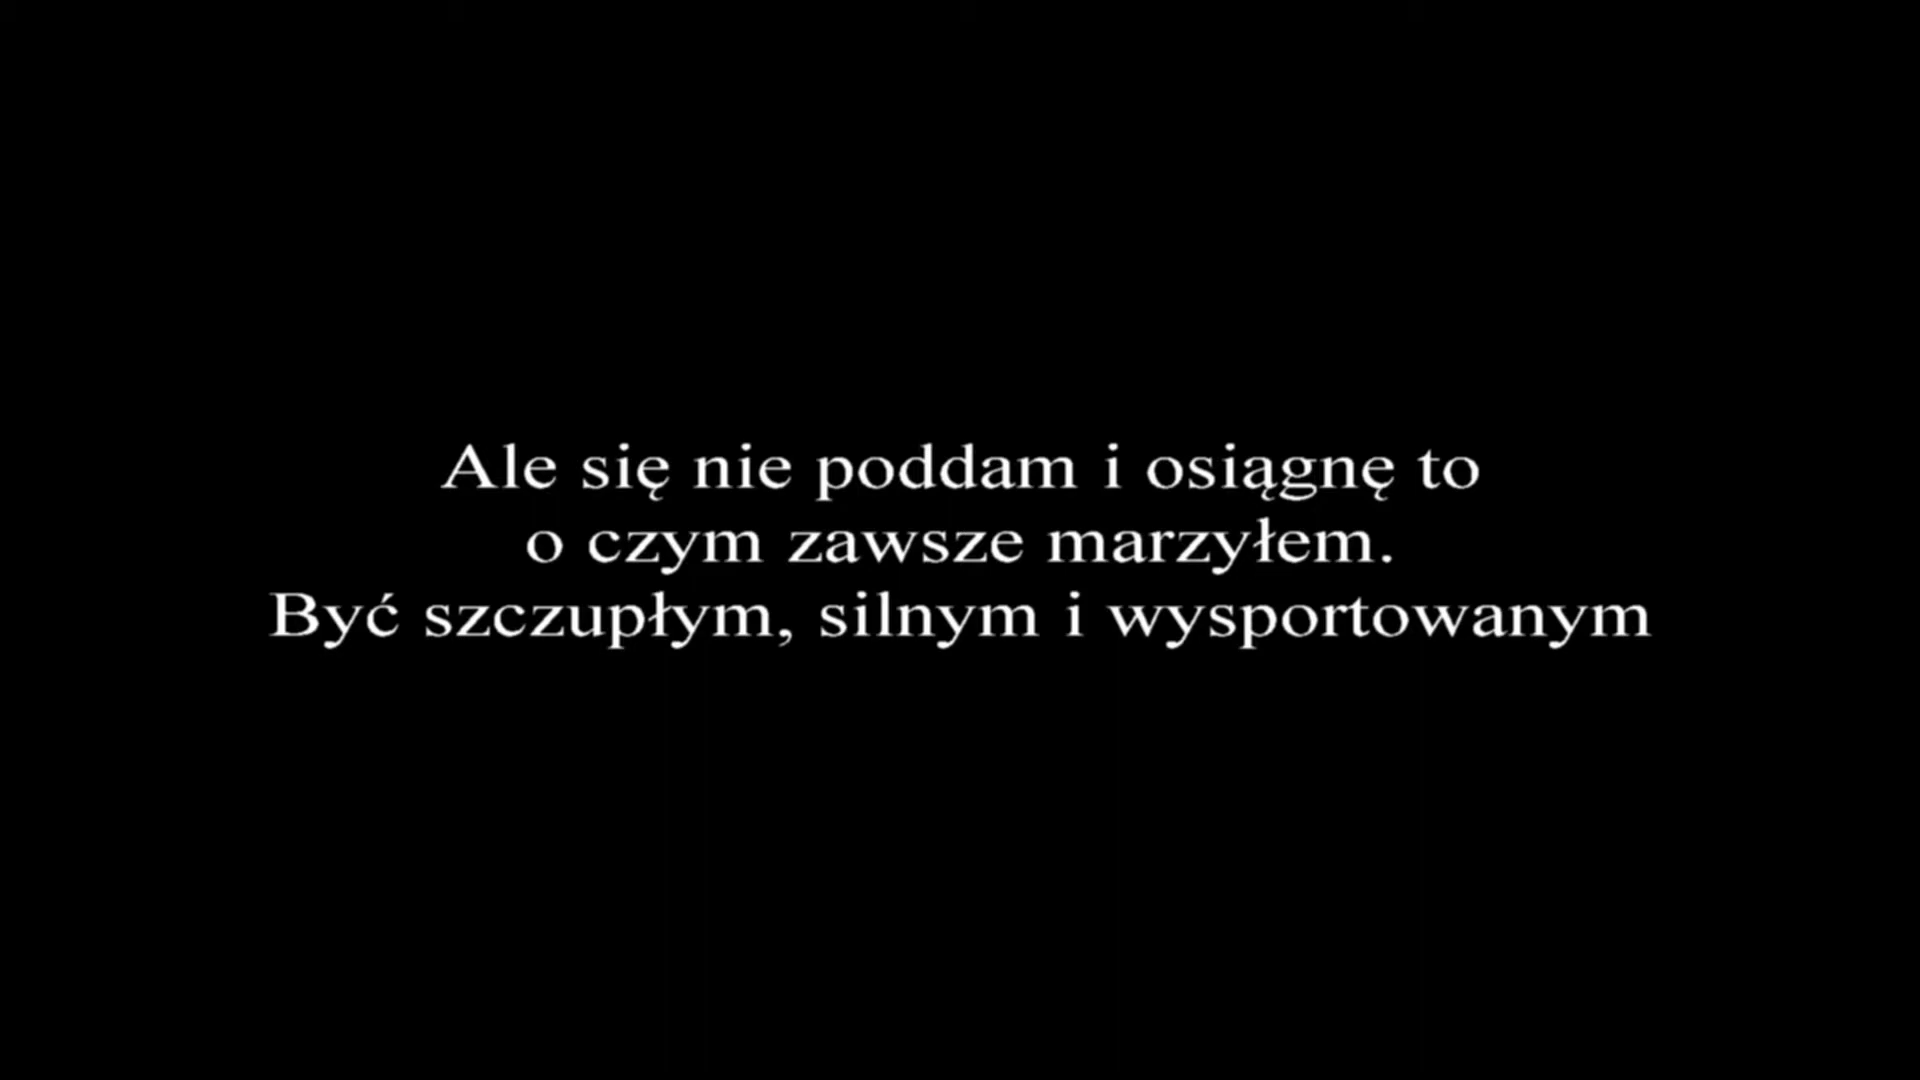 Ale się nie poddam i osiągnę to
o czym zawsze marzyłem.
Być szczupłym, silnym i wysportowanym